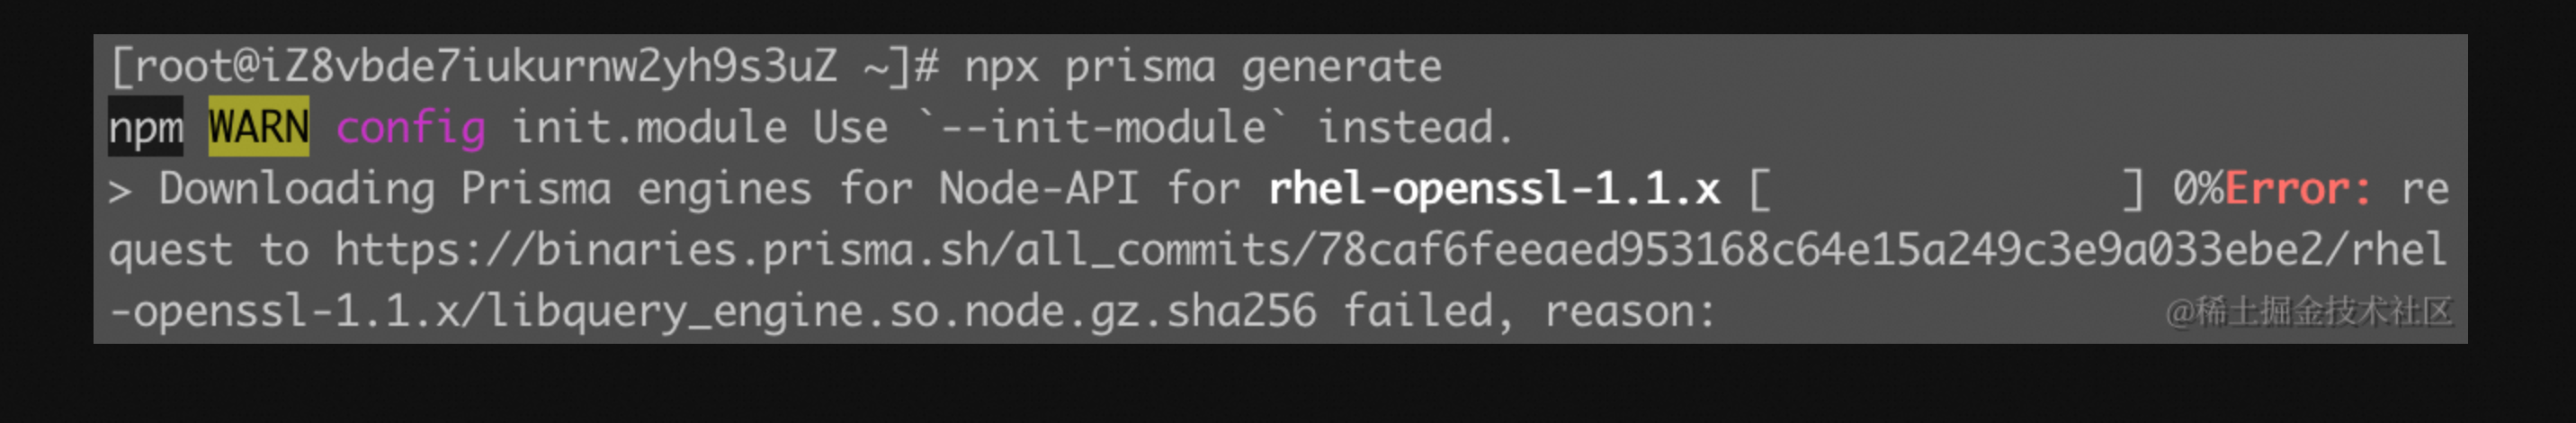 [root@iZ8vbde7iukurnw2yh9s3uZ ~]# npx prisma generate
npm WARN config init.module Use `--init-module` instead.
> Downloading Prisma engines for Node-API for rhel-openssl-1.1.x [                    ] 0%Error: re
quest to https://binaries.prisma.sh/all_commits/78caf6feeaed953168c64e15a249c3e9a033ebe2/rhel
-openssl-1.1.x/libquery_engine.so.node.gz.sha256 failed, reason:
@稀土掘金技术社区